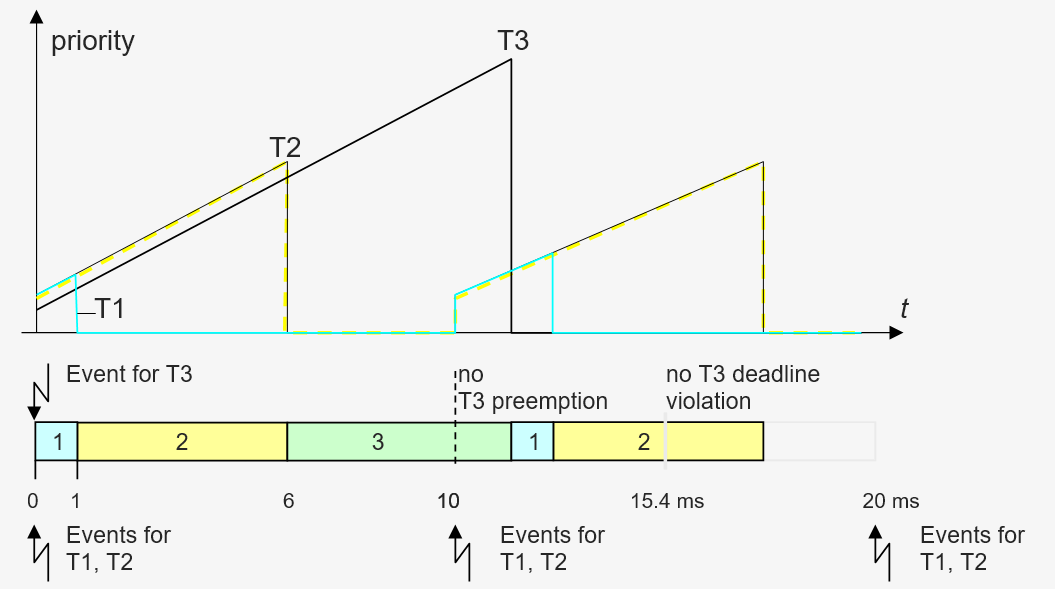 priority
T3
T2
T1
t
Event for T3
no
T3 preemption
no T3 deadline
violation
1
2
3
1
2
0
1
6
10
15.4 ms
20 ms
Events for
T1, T2
Events for
T1, T2
Events for
T1, T2